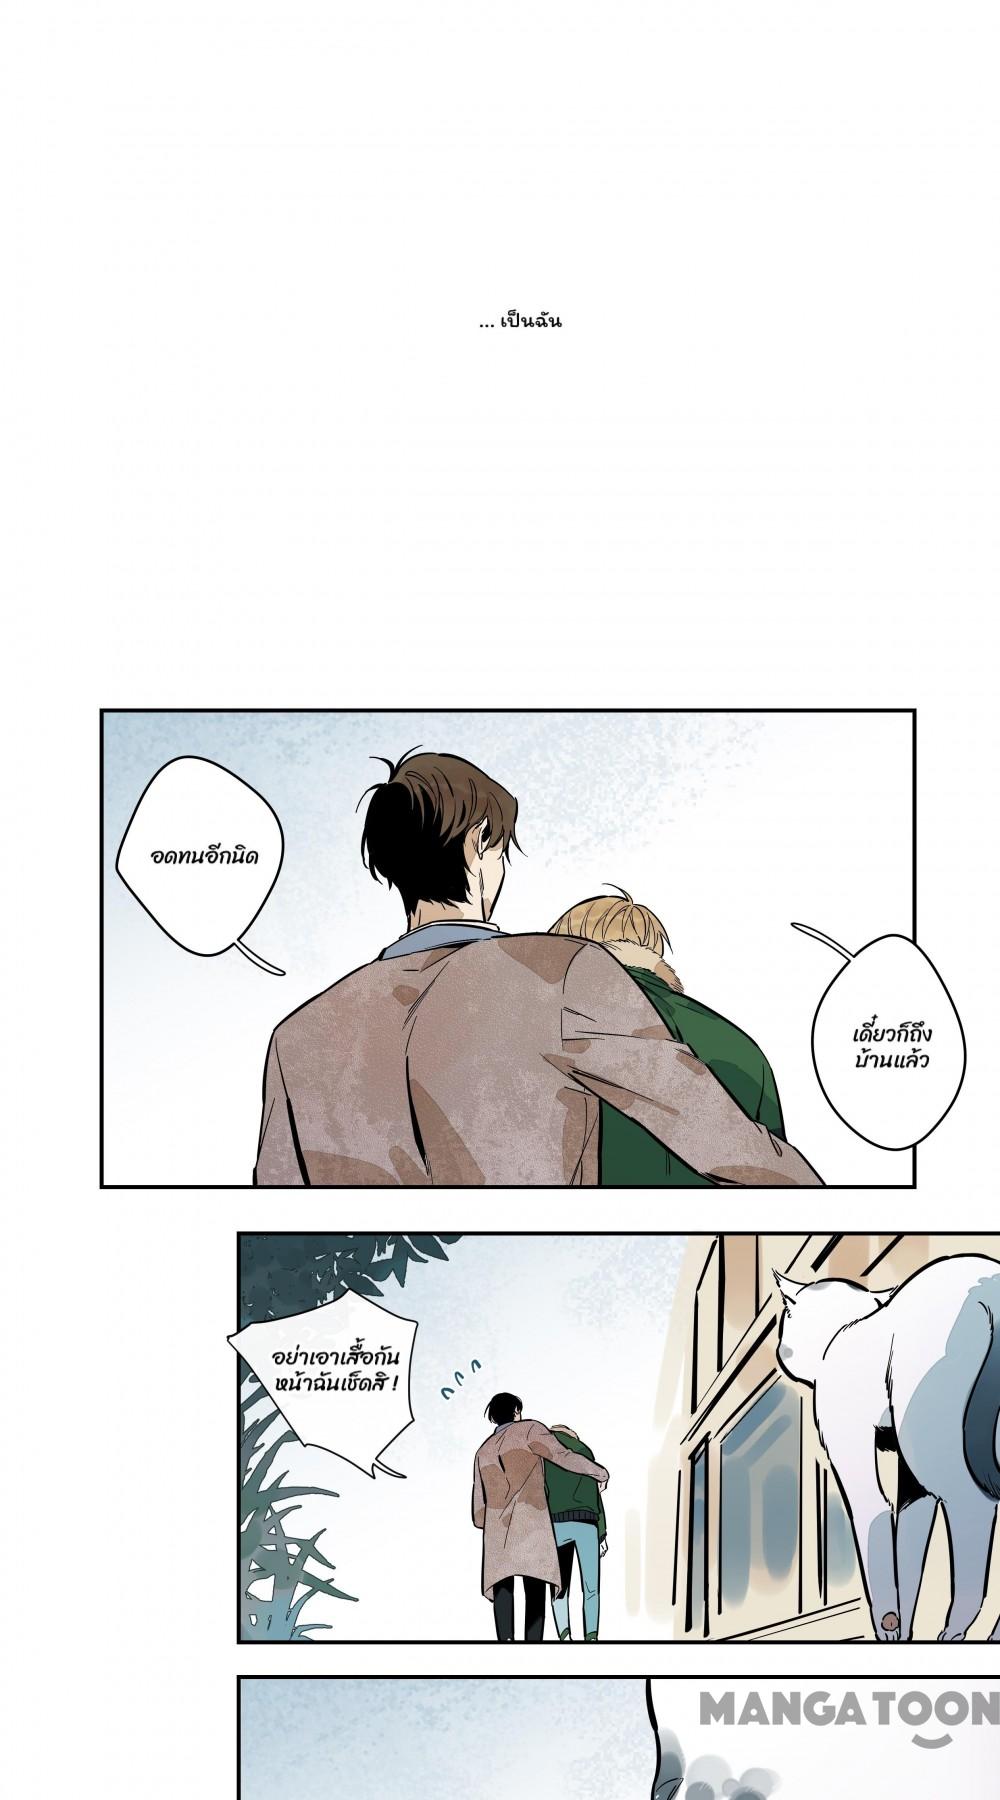 ... เป็นฉัน
อดทนอีกนิด
เดี๋ยวก็ถึง
บ้านแล้ว
อย่าเอาเสื้อกัน
หน้าฉันเช็ดสิ !
MANGATOON